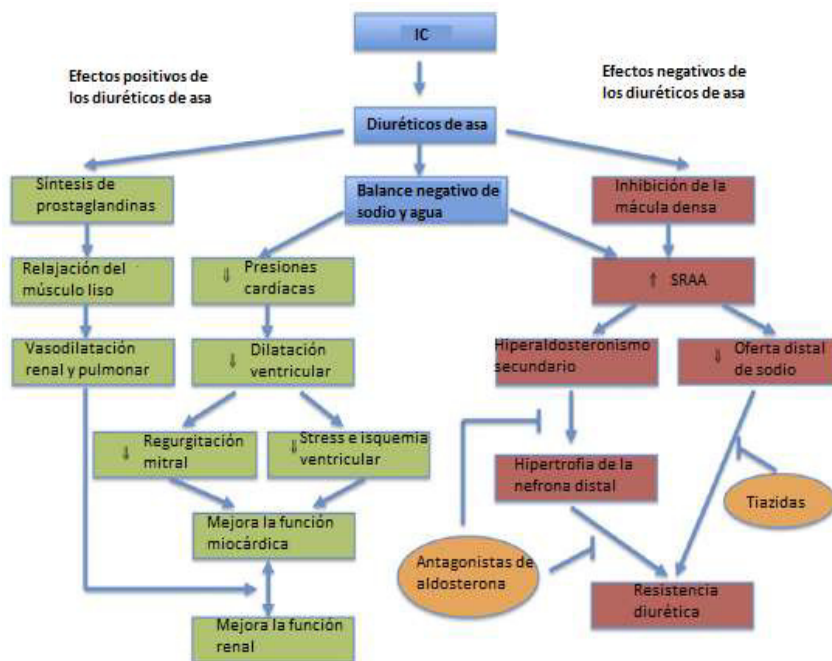 IC
Efectos positivos de
los diuréticos de asa
Efectos negativos de
los diuréticos de asa
Diuréticos de asa
Síntesis de
prostaglandinas
Balance negativo de
sodio y agua
Inhibición de la
mácula densa
Relajación del
músculo liso
⇓ Presiones
cardíacas
↑ SRAA
Vasodilatación
renal y pulmonar
⇓ Dilatación
ventricular
Hiperaldosteronismo
secundario
⇓ Oferta distal
de sodio
⇓ Regurgitación
mitral
⇓ Stress e isquemia
ventricular
Hipertrofia de la
nefrona distal
Tiazidas
Mejora la función
miocárdica
Antagonistas de
aldosterona
Resistencia
diurética
Mejora la función
renal